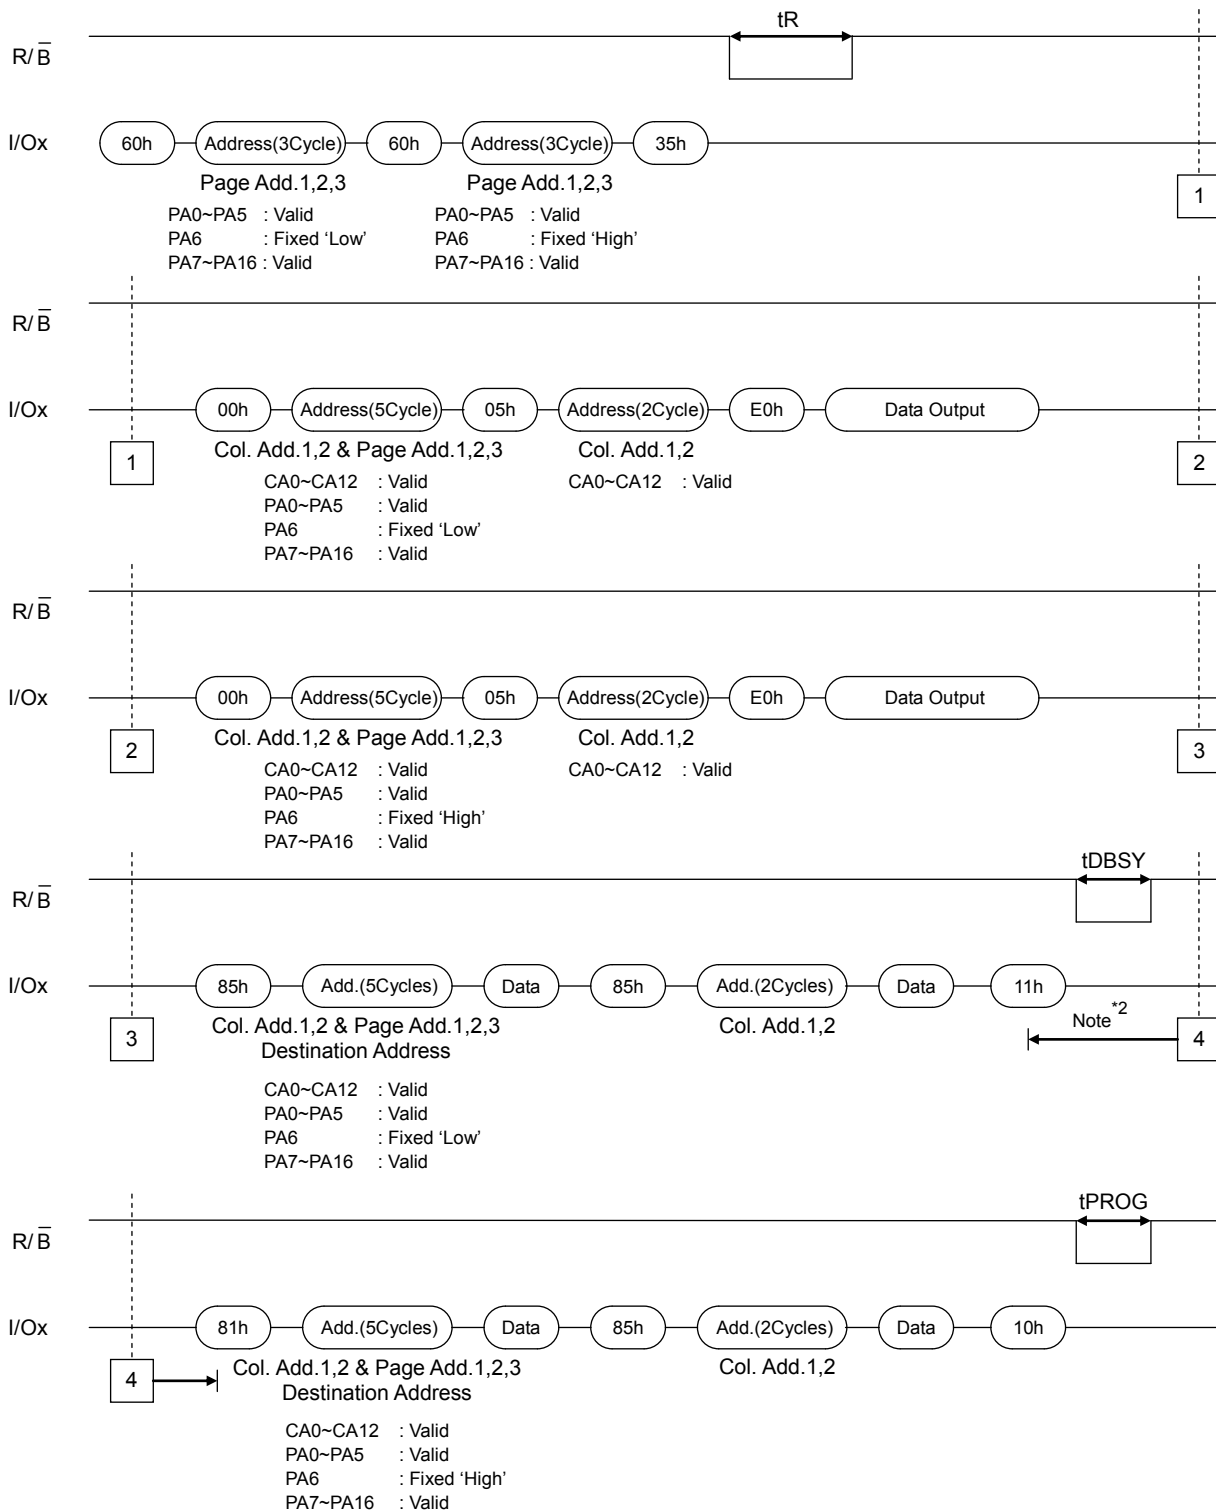 tR
R/B̅
I/Ox 60h Address(3Cycle) 60h Address(3Cycle) 35h
Page Add.1,2,3 Page Add.1,2,3
PA0~PA5 : Valid PA0~PA5 : Valid
PA6 : Fixed ‘Low’ PA6 : Fixed ‘High’
PA7~PA16 : Valid PA7~PA16 : Valid
1
R/B̅
I/Ox 00h Address(5Cycle) 05h Address(2Cycle) E0h Data Output
Col. Add.1,2 & Page Add.1,2,3 Col. Add.1,2
1 2
CA0~CA12 : Valid CA0~CA12 : Valid
PA0~PA5 : Valid
PA6 : Fixed ‘Low’
PA7~PA16 : Valid
R/B̅
I/Ox 00h Address(5Cycle) 05h Address(2Cycle) E0h Data Output
Col. Add.1,2 & Page Add.1,2,3 Col. Add.1,2
2 3
CA0~CA12 : Valid CA0~CA12 : Valid
PA0~PA5 : Valid
PA6 : Fixed ‘High’
PA7~PA16 : Valid
tDBSY
R/B̅
I/Ox 85h Add.(5Cycles) Data 85h Add.(2Cycles) Data 11h
Col. Add.1,2 & Page Add.1,2,3 Col. Add.1,2 Note*2
3 4
Destination Address
CA0~CA12 : Valid
PA0~PA5 : Valid
PA6 : Fixed ‘Low’
PA7~PA16 : Valid
tPROG
R/B̅
I/Ox 81h Add.(5Cycles) Data 85h Add.(2Cycles) Data 10h
Col. Add.1,2 & Page Add.1,2,3 Col. Add.1,2
4
Destination Address
CA0~CA12 : Valid
PA0~PA5 : Valid
PA6 : Fixed ‘High’
PA7~PA16 : Valid